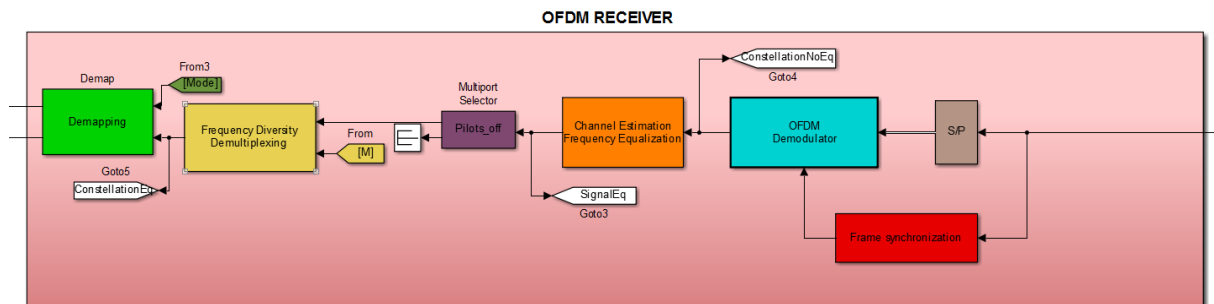 OFDM RECEIVER
ConstellationNoEq
Goto4
From3
[Mode]
Demap
Demapping
Frequency Diversity
Demultiplexing
Multiport
Selector
Pilots_off
From
[M]
Channel Estimation
Frequency Equalization
OFDM
Demodulator
S/P
Goto5
ConstellationEq
SignalEq
Goto3
Frame synchronization